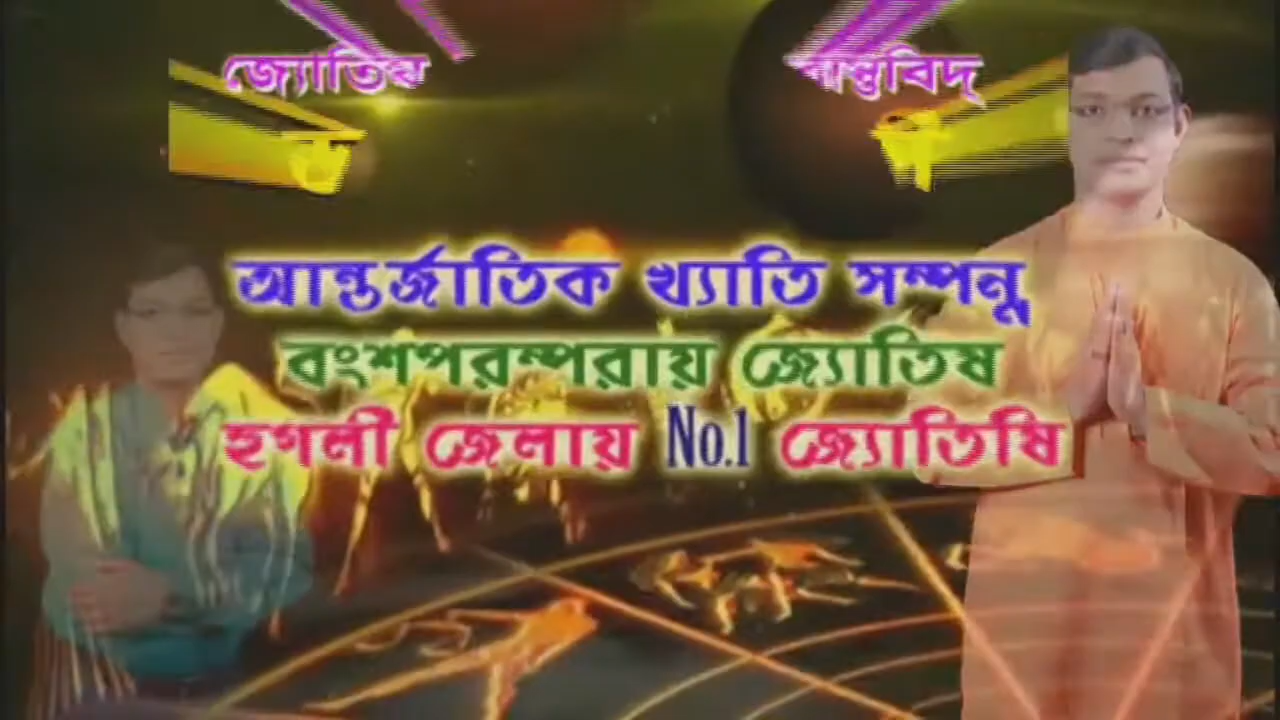 জ্যোতিষ বাস্তুবিদ্
আন্তর্জাতিক খ্যাতি সম্পন্ন
বংশপরম্পরায় জ্যোতিষ
হুগলী জেলায় No.1 জ্যোতিষি